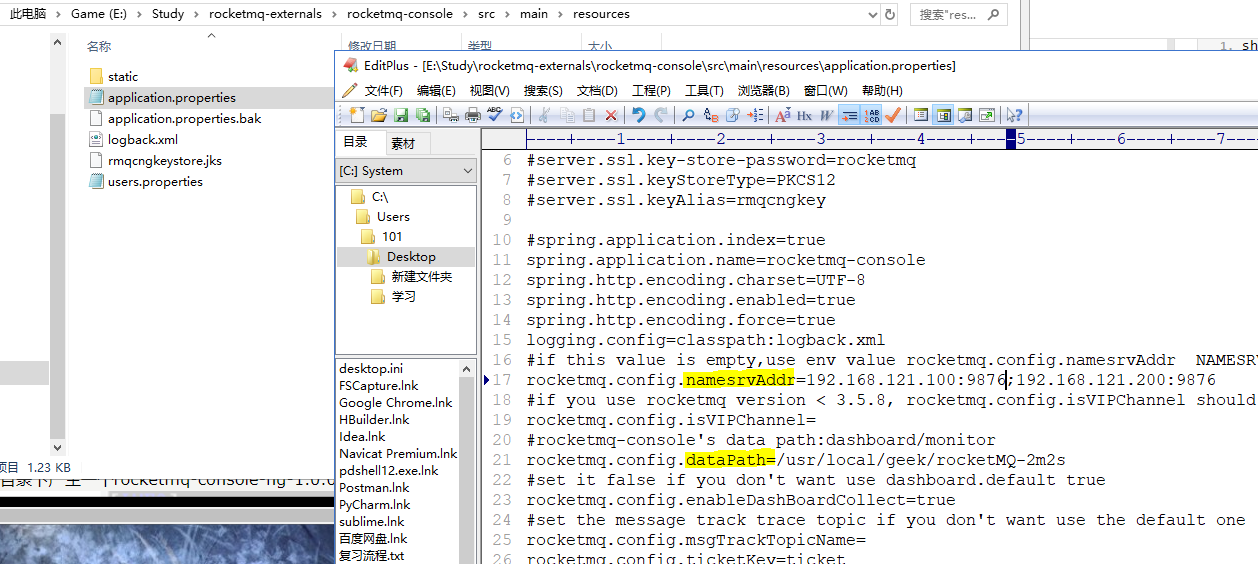 此电脑 > Game (E:) > Study > rocketmq-externals > rocketmq-console > src > main > resources
搜索"res...
名称
修改日期
类型
大小
1. sh
static
application.properties
application.properties.bak
logback.xml
rmqcngkeystore.jks
users.properties
项目 1.23 KB
EditPlus - [E:\Study\rocketmq-externals\rocketmq-console\src\main\resources\application.properties]
文件(F) 编辑(E) 视图(V) 搜索(S) 文档(D) 工程(P) 工具(T) 浏览器(B) 窗口(W) 帮助(H)
目录 素材
[C:] System
C:\
Users
101
Desktop
新建文件夹
学习
desktop.ini
FSCapture.lnk
Google Chrome.lnk
HBuilder.lnk
Idea.lnk
Navicat Premium.lnk
pdshell12.exe.lnk
Postman.lnk
PyCharm.lnk
sublime.lnk
百度网盘.lnk
复习流程.txt
----+----1----+----2----+----3----+----4----+----5----+----6----+----7--
6 #server.ssl.key-store-password=rocketmq
7 #server.ssl.keyStoreType=PKCS12
8 #server.ssl.keyAlias=rmqcngkey
9
10 #spring.application.index=true
11 spring.application.name=rocketmq-console
12 spring.http.encoding.charset=UTF-8
13 spring.http.encoding.enabled=true
14 spring.http.encoding.force=true
15 logging.config=classpath:logback.xml
16 #if this value is empty,use env value rocketmq.config.namesrvAddr NAMESR
17 rocketmq.config.namesrvAddr=192.168.121.100:9876;192.168.121.200:9876
18 #if you use rocketmq version < 3.5.8, rocketmq.config.isVIPChannel should
19 rocketmq.config.isVIPChannel=
20 #rocketmq-console's data path:dashboard/monitor
21 rocketmq.config.dataPath=/usr/local/geek/rocketMQ-2m2s
22 #set it false if you don't want use dashboard.default true
23 rocketmq.config.enableDashBoardCollect=true
24 #set the message track trace topic if you don't want use the default one
25 rocketmq.config.msgTrackTopicName=
26 rocketmq.config.ticketKey=ticket